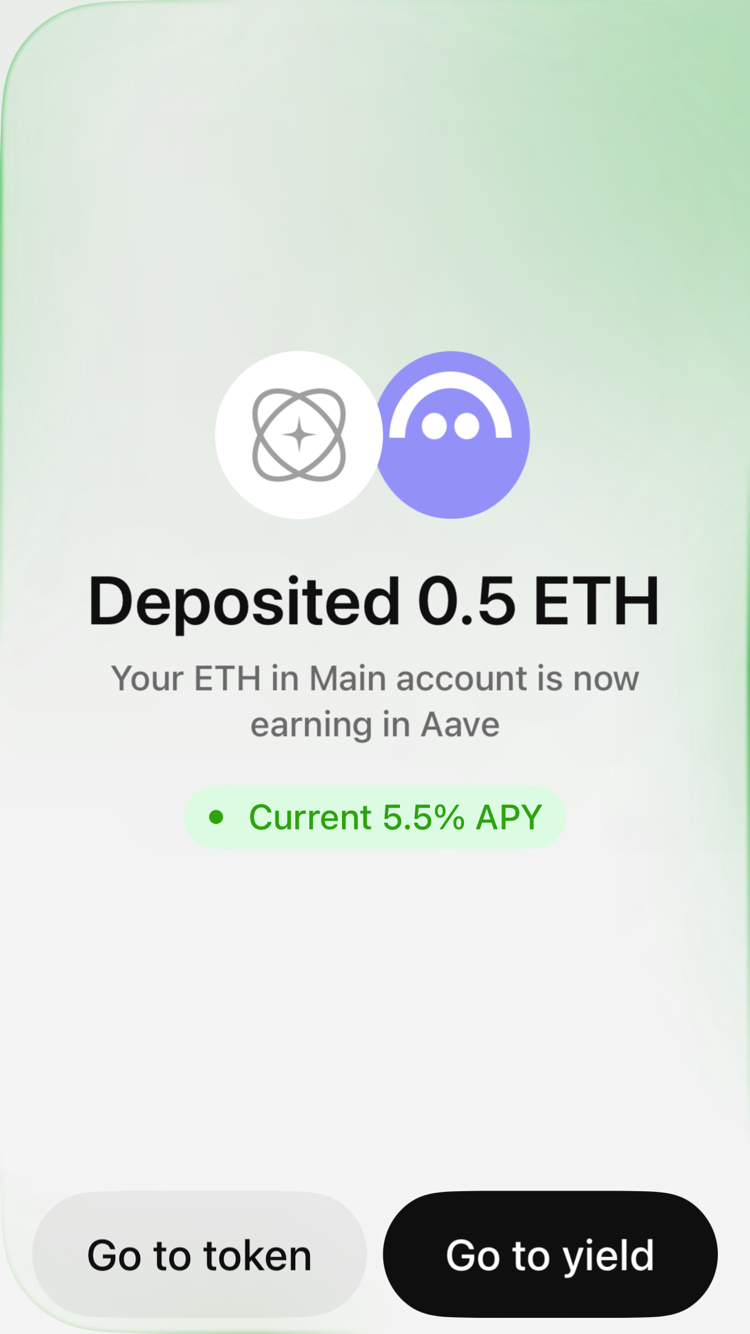 Deposited 0.5 ETH
Your ETH in Main account is now
earning in Aave
Current 5.5% APY
Go to token
Go to yield